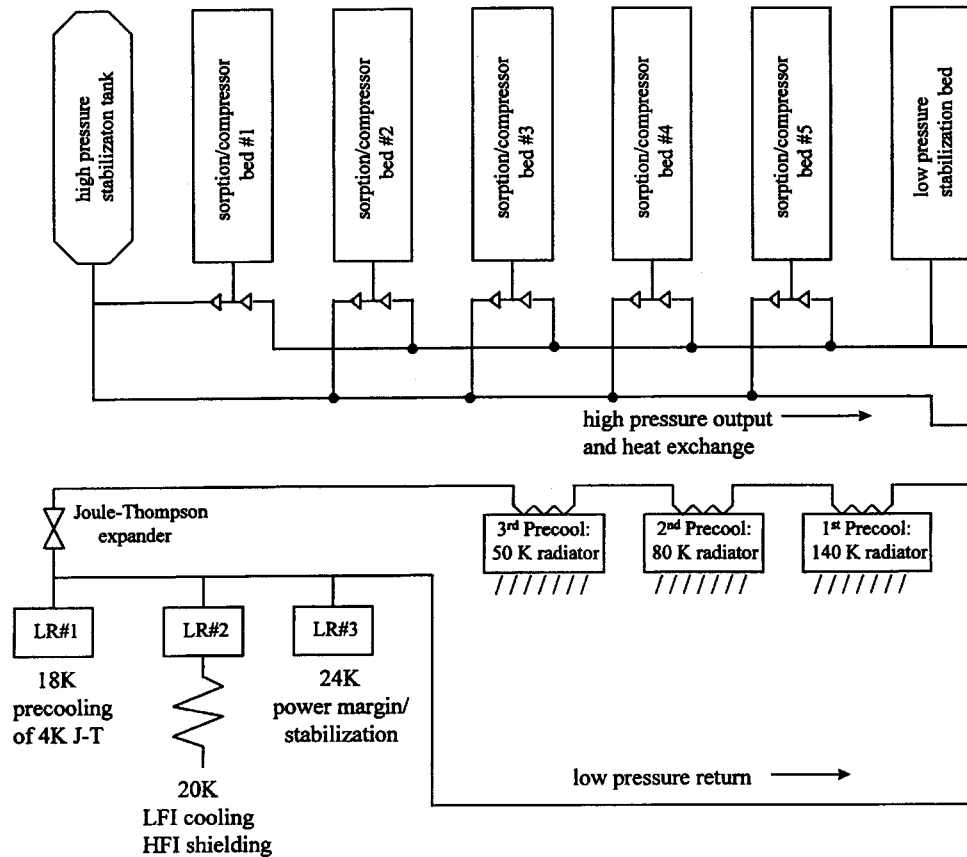 high pressure
stabilizaton tank
sorption/compressor
bed #1
sorption/compressor
bed #2
sorption/compressor
bed #3
sorption/compressor
bed #4
sorption/compressor
bed #5
low pressure
stabilization bed
high pressure output
and heat exchange
Joule-Thompson
expander
3rd Precool:
50 K radiator
2nd Precool:
80 K radiator
1st Precool:
140 K radiator
LR#1
LR#2
LR#3
18K
precooling
of 4K J-T
24K
power margin/
stabilization
20K
LFI cooling
HFI shielding
low pressure return